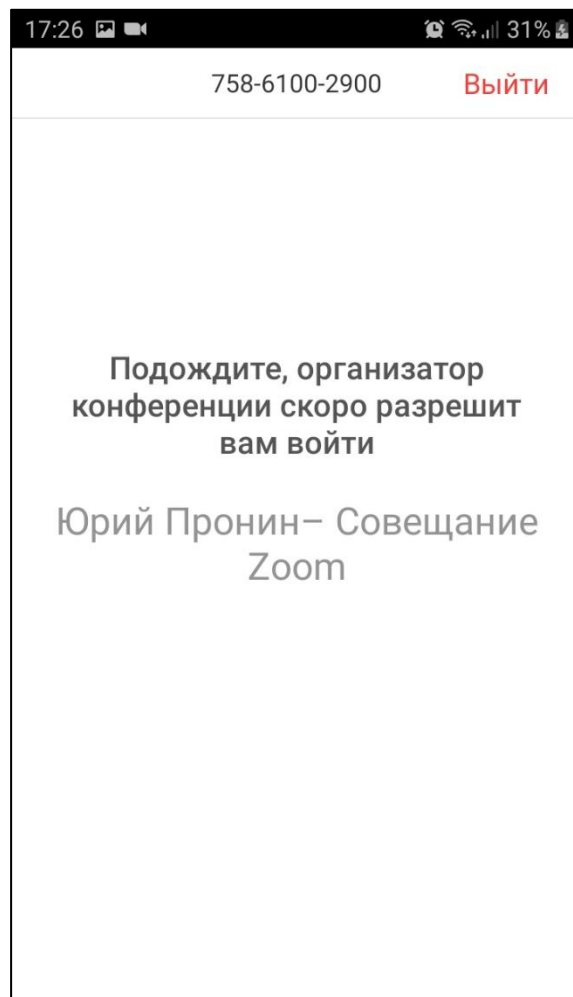 17:26 31%
758-6100-2900 Выйти
Подождите, организатор
конференции скоро разрешит
вам войти
Юрий Пронин– Совещание
Zoom